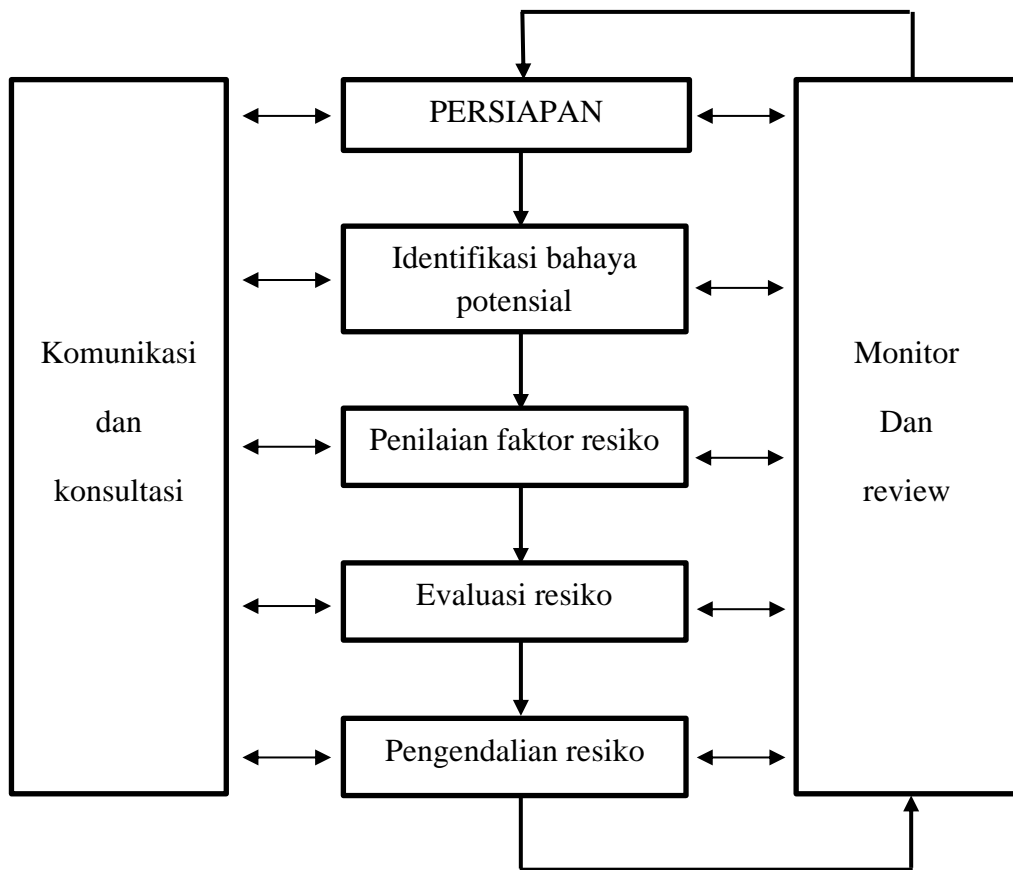 PERSIAPAN
Identifikasi bahaya
potensial
Komunikasi
dan
konsultasi
Penilaian faktor resiko
Evaluasi resiko
Pengendalian resiko
Monitor
Dan
review